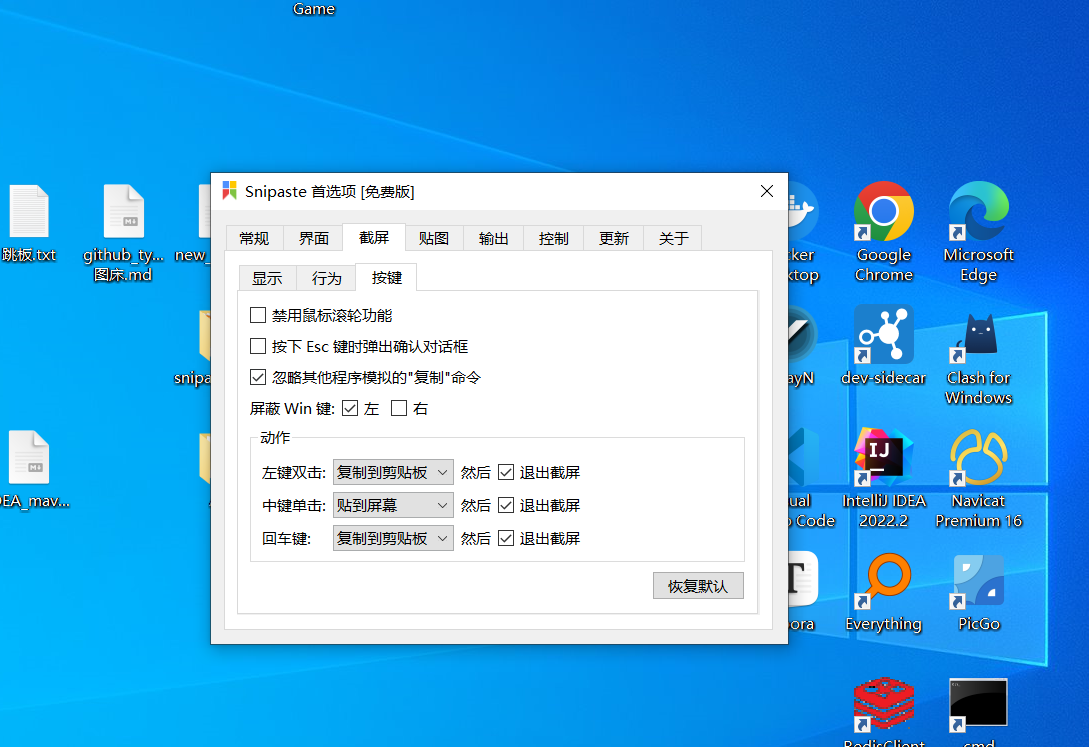 Game
Snipaste 首选项 [免费版]
常规 界面 截屏 贴图 输出 控制 更新 关于
显示 行为 按键
禁用鼠标滚轮功能
按下 Esc 键时弹出确认对话框
忽略其他程序模拟的"复制"命令
屏蔽 Win 键: 左 右
动作
左键双击: 复制到剪贴板 然后 退出截屏
中键单击: 贴到屏幕 然后 退出截屏
回车键: 复制到剪贴板 然后 退出截屏
恢复默认
跳板.txt
github_ty...
图床.md
new_
snipa
EA_mav...
ker
ktop
Google
Chrome
Microsoft
Edge
ayN
dev-sidecar
Clash for
Windows
ual
Code
IJ
IntelliJ IDEA
2022.2
Navicat
Premium 16
T
ora
Everything
PicGo
RedisClient
cmd